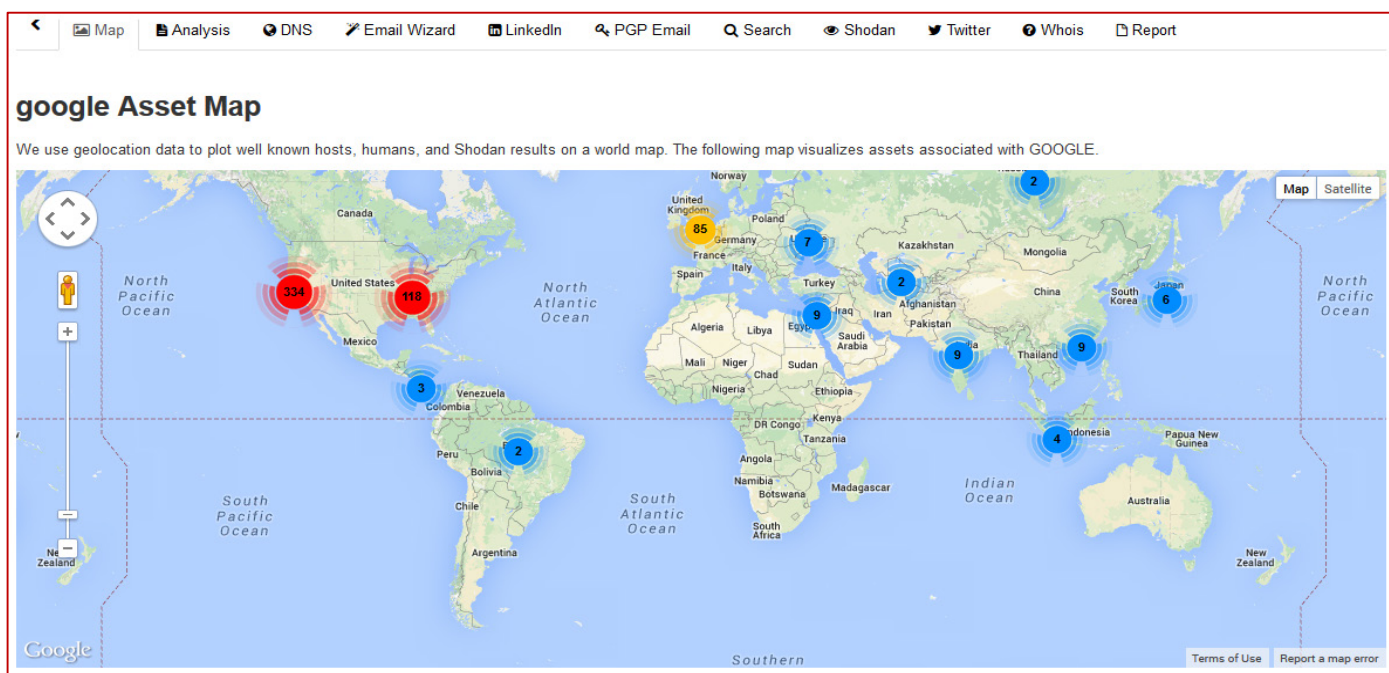 Map Analysis DNS Email Wizard LinkedIn PGP Email Search Shodan Twitter Whois Report
google Asset Map
We use geolocation data to plot well known hosts, humans, and Shodan results on a world map. The following map visualizes assets associated with GOOGLE.
Norway
2
Map Satellite
United
Kingdom
Canada
Poland
85
Germany
7
Kazakhstan
Mongolia
France
North
Pacific
Ocean
334
United States
118
North
Atlantic
Ocean
Spain
Italy
Turkey
2
Afghanistan
China
South
Korea
Japan
6
North
Pacific
Ocean
Mexico
Algeria
Libya
9
Iraq
Iran
Pakistan
Saudi
Arabia
9
Thailand
9
Mali
Niger
Chad
Sudan
3
Venezuela
Colombia
Nigeria
Ethiopia
DR Congo
Kenya
Tanzania
2
Peru
Bolivia
4
Papua New
Guinea
Angola
Namibia
Botswana
Madagascar
Indian
Ocean
Australia
South
Pacific
Ocean
Chile
South
Atlantic
Ocean
South
Africa
Argentina
New
Zealand
Zealand
Google
Southern
Terms of Use Report a map error